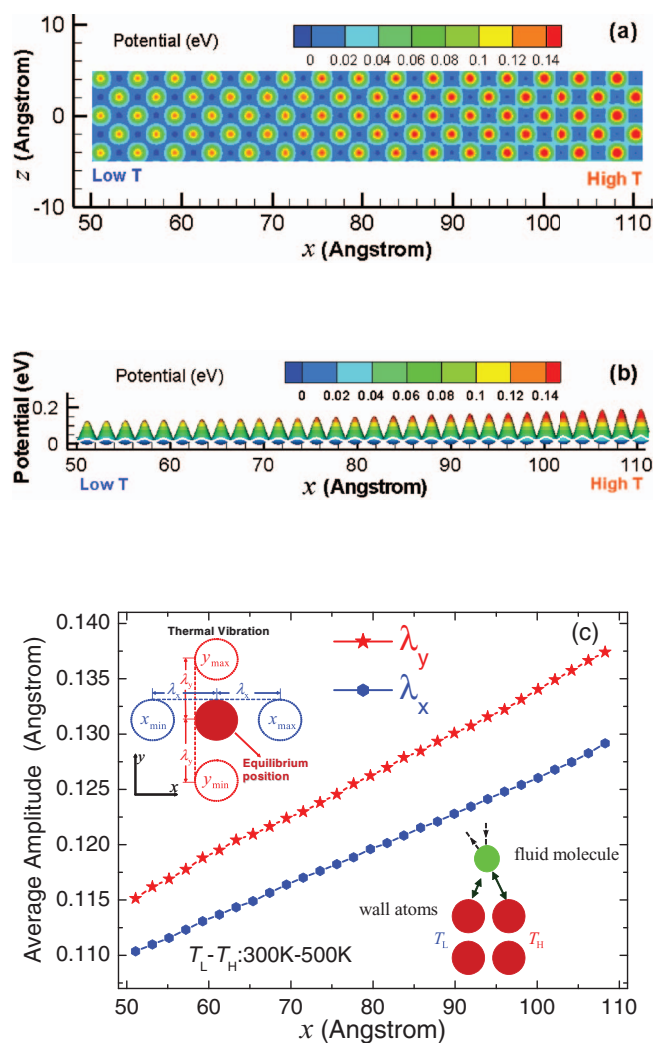 Potential (eV)
0 0.02 0.04 0.06 0.08 0.1 0.12 0.14
(a)
z (Angstrom)
10
0
-10
Low T
High T
50 60 70 80 90 100 110
x (Angstrom)
Potential (eV)
0 0.02 0.04 0.06 0.08 0.1 0.12 0.14
(b)
Potential (eV)
0.2
0
50 60 70 80 90 100 110
Low T
x (Angstrom)
High T
(c)
Average Amplitude (Angstrom)
0.140
0.135
0.130
0.125
0.120
0.115
0.110
Thermal Vibration
y max
λy
λx
λx
x min
x max
λy
y min
Equilibrium
position
y
x
λy
λx
fluid molecule
wall atoms
TL
TH
TL-TH:300K-500K
50 60 70 80 90 100 110
x (Angstrom)